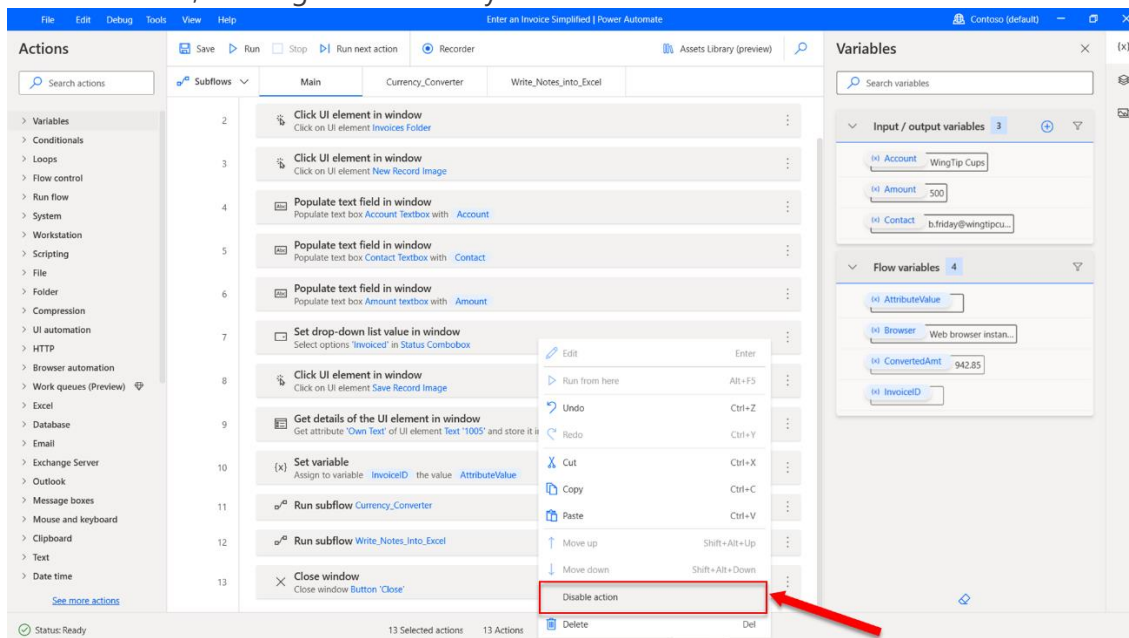 File Edit Debug Tools View Help Enter an Invoice Simplified | Power Automate Contoso (default)
Actions
Save Run Stop Run next action Recorder Assets Library (preview)
Variables
Search actions
Subflows Main Currency_Converter Write_Notes_into_Excel
Search variables
Variables
Conditionals
Loops
Flow control
Run flow
System
Workstation
Scripting
File
Folder
Compression
UI automation
HTTP
Browser automation
Work queues (Preview)
Excel
Database
Email
Exchange Server
Outlook
Message boxes
Mouse and keyboard
Clipboard
Text
Date time
See more actions
2 Click UI element in window
Click on UI element Invoices Folder
3 Click UI element in window
Click on UI element New Record Image
4 Populate text field in window
Populate text box Account Textbox with Account
5 Populate text field in window
Populate text box Contact Textbox with Contact
6 Populate text field in window
Populate text box Amount textbox with Amount
7 Set drop-down list value in window
Select options 'Invoiced' in Status Combobox
8 Click UI element in window
Click on UI element Save Record Image
9 Get details of the UI element in window
Get attribute 'Own Text' of UI element Text '1005' and store it i
10 {x} Set variable
Assign to variable InvoiceID the value AttributeValue
11 Run subflow Currency_Converter
12 Run subflow Write_Notes_Into_Excel
13 Close window
Close window Button 'Close'
Edit Enter
Run from here Alt+F5
Undo Ctrl+Z
Redo Ctrl+Y
Cut Ctrl+X
Copy Ctrl+C
Paste Ctrl+V
Move up Shift+Alt+Up
Move down Shift+Alt+Down
Disable action
Delete Del
Input / output variables 3
(x) Account WingTip Cups
(x) Amount 500
(x) Contact b.friday@wingtipcu...
Flow variables 4
(x) AttributeValue
(x) Browser Web browser instan...
(x) ConvertedAmt 942.85
(x) InvoiceID
Status: Ready 13 Selected actions 13 Actions